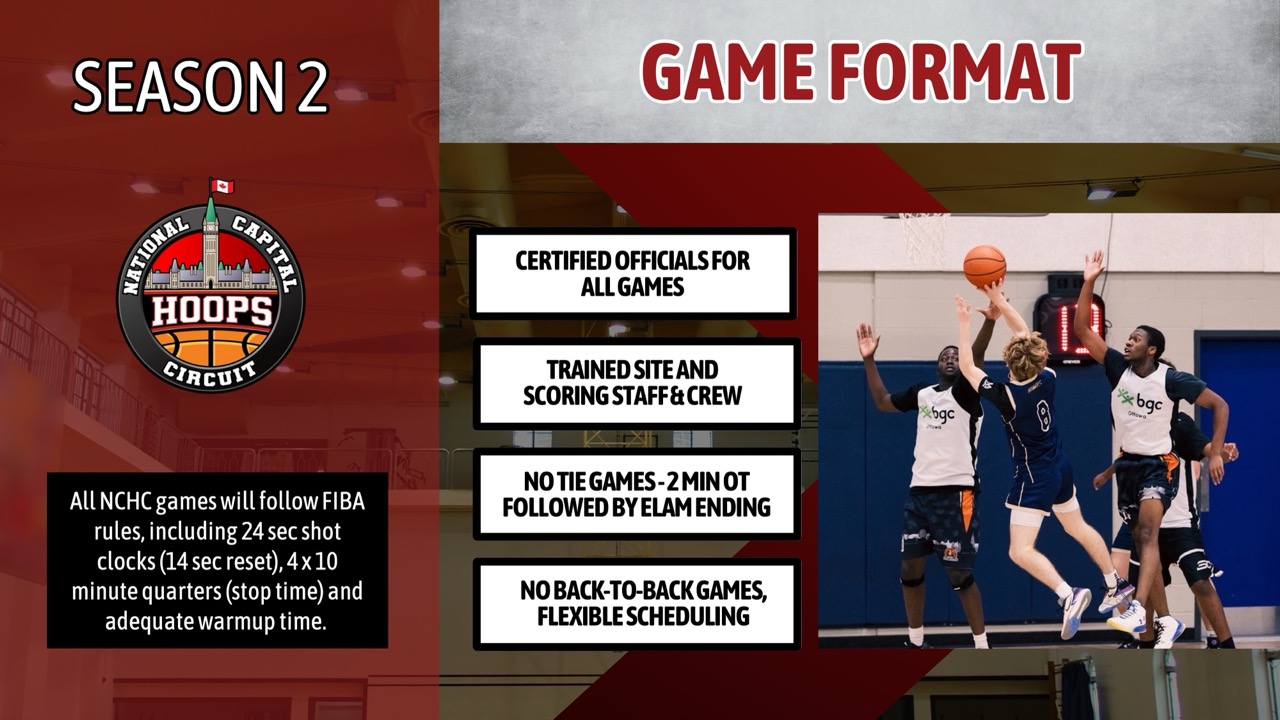 SEASON 2
GAME FORMAT
NATIONAL CAPITAL
HOOPS
CIRCUIT
All NCHC games will follow FIBA
rules, including 24 sec shot
clocks (14 sec reset), 4 x 10
minute quarters (stop time) and
adequate warmup time.
CERTIFIED OFFICIALS FOR
ALL GAMES
TRAINED SITE AND
SCORING STAFF & CREW
NO TIE GAMES - 2 MIN OT
FOLLOWED BY ELAM ENDING
NO BACK-TO-BACK GAMES,
FLEXIBLE SCHEDULING
bgc
Ottawa
8
bgc
Ottawa